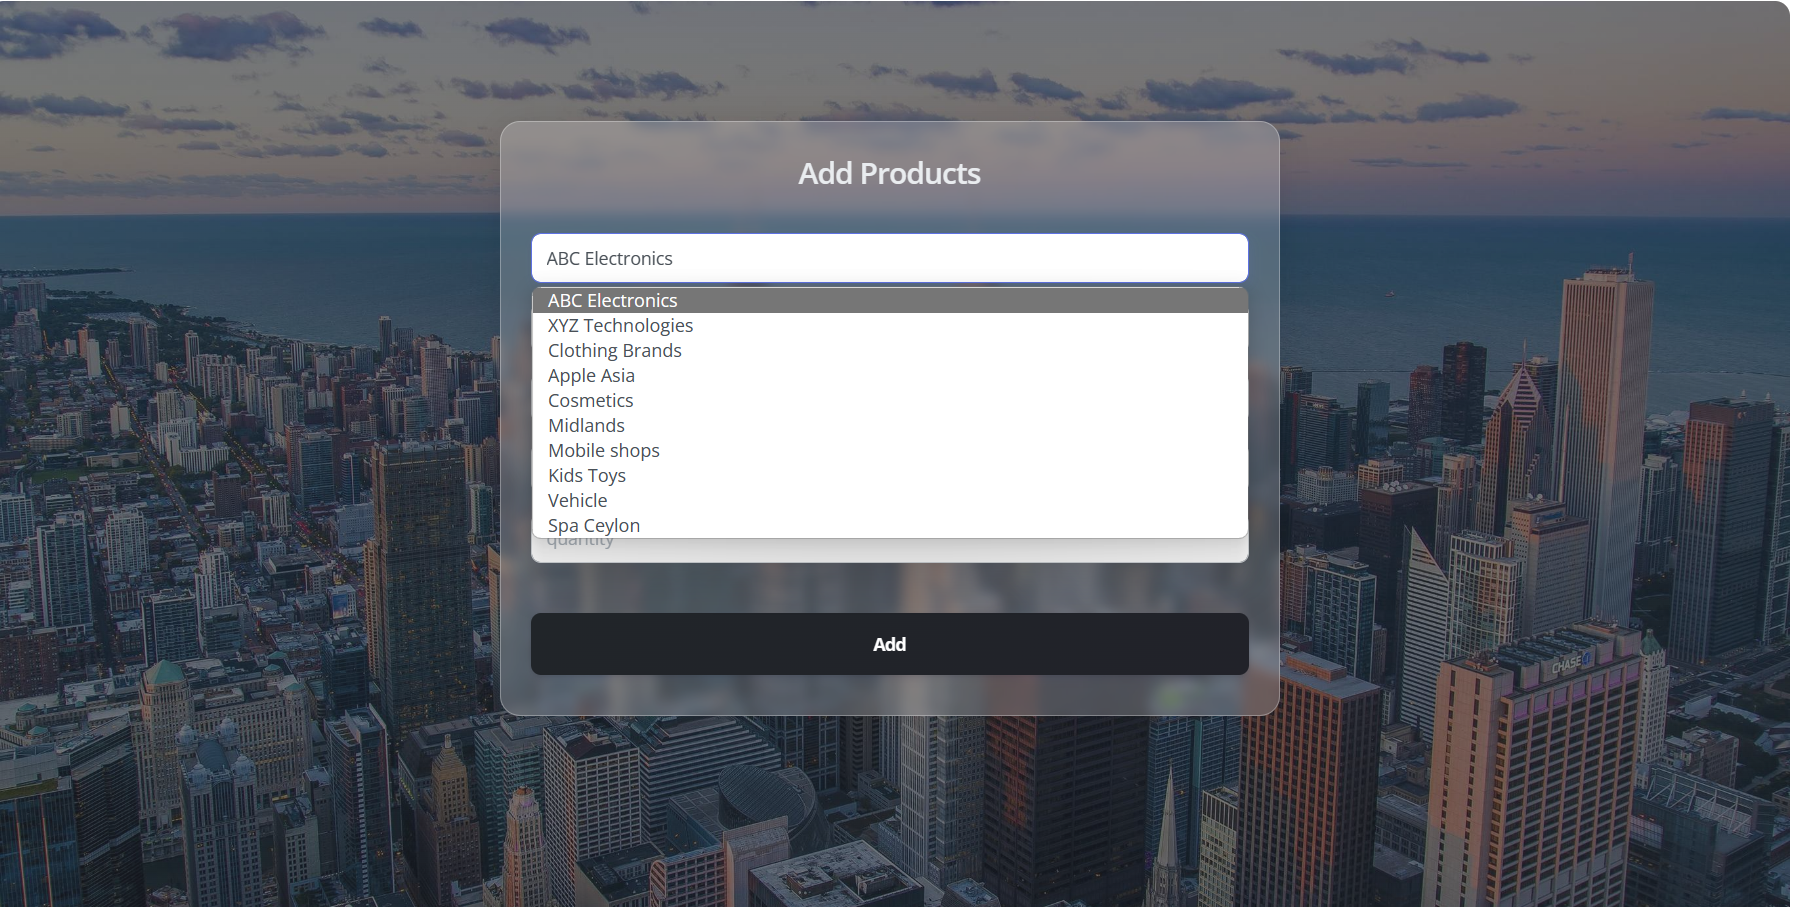 Add Products
ABC Electronics
ABC Electronics
XYZ Technologies
Clothing Brands
Apple Asia
Cosmetics
Midlands
Mobile shops
Kids Toys
Vehicle
Spa Ceylon
quantity
Add
CHASE